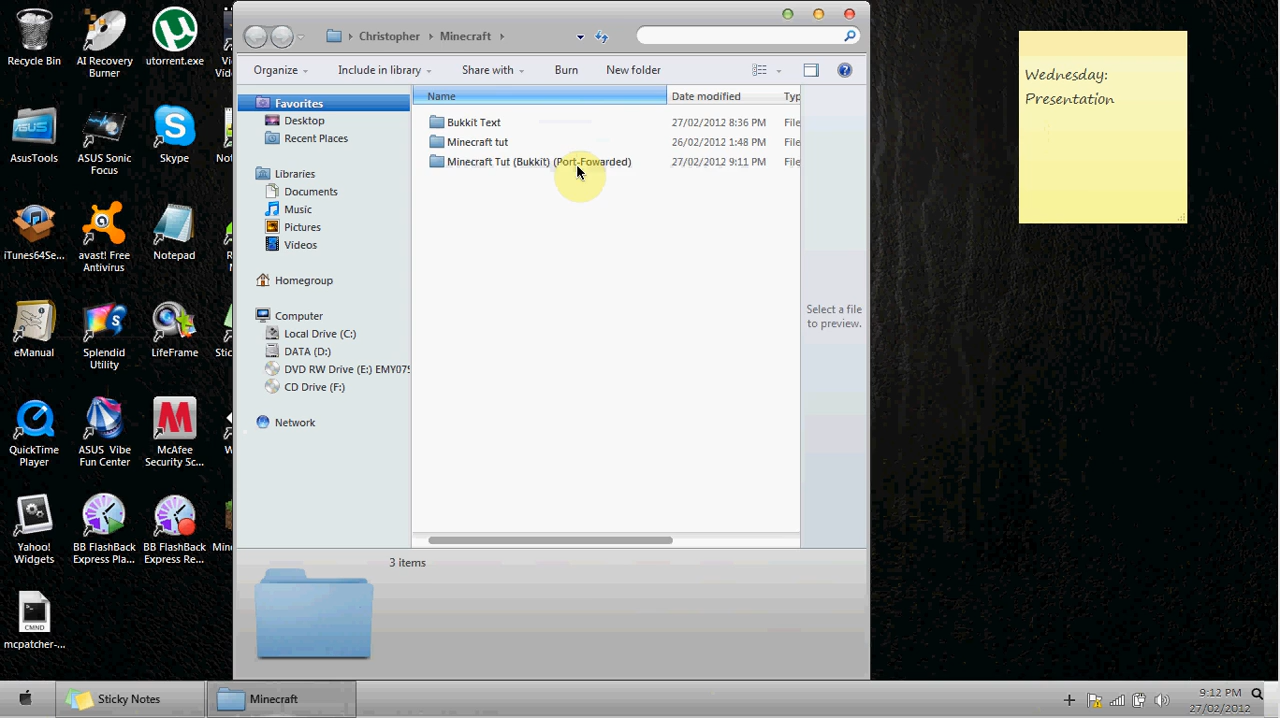 Recycle Bin
AI Recovery
Burner
utorrent.exe
AsusTools
ASUS Sonic
Focus
Skype
iTunes64Se...
avast! Free
Antivirus
Notepad
eManual
Splendid
Utility
LifeFrame
QuickTime
Player
ASUS Vibe
Fun Center
McAfee
Security Sc...
Yahoo!
Widgets
BB FlashBack
Express Pla...
BB FlashBack
Express Re...
CMND
mcpatcher-...
Christopher
Minecraft
Organize
Include in library
Share with
Burn
New folder
Favorites
Desktop
Recent Places
Libraries
Documents
Music
Pictures
Videos
Homegroup
Computer
Local Drive (C:)
DATA (D:)
DVD RW Drive (E:) EMY075
CD Drive (F:)
Network
Name
Date modified
Typ
Bukkit Text
27/02/2012 8:36 PM
File
Minecraft tut
26/02/2012 1:48 PM
File
Minecraft Tut (Bukkit) (Port-Fowarded)
27/02/2012 9:11 PM
File
Select a file
to preview.
3 items
Wednesday:
Presentation
Sticky Notes
Minecraft
9:12 PM
27/02/2012